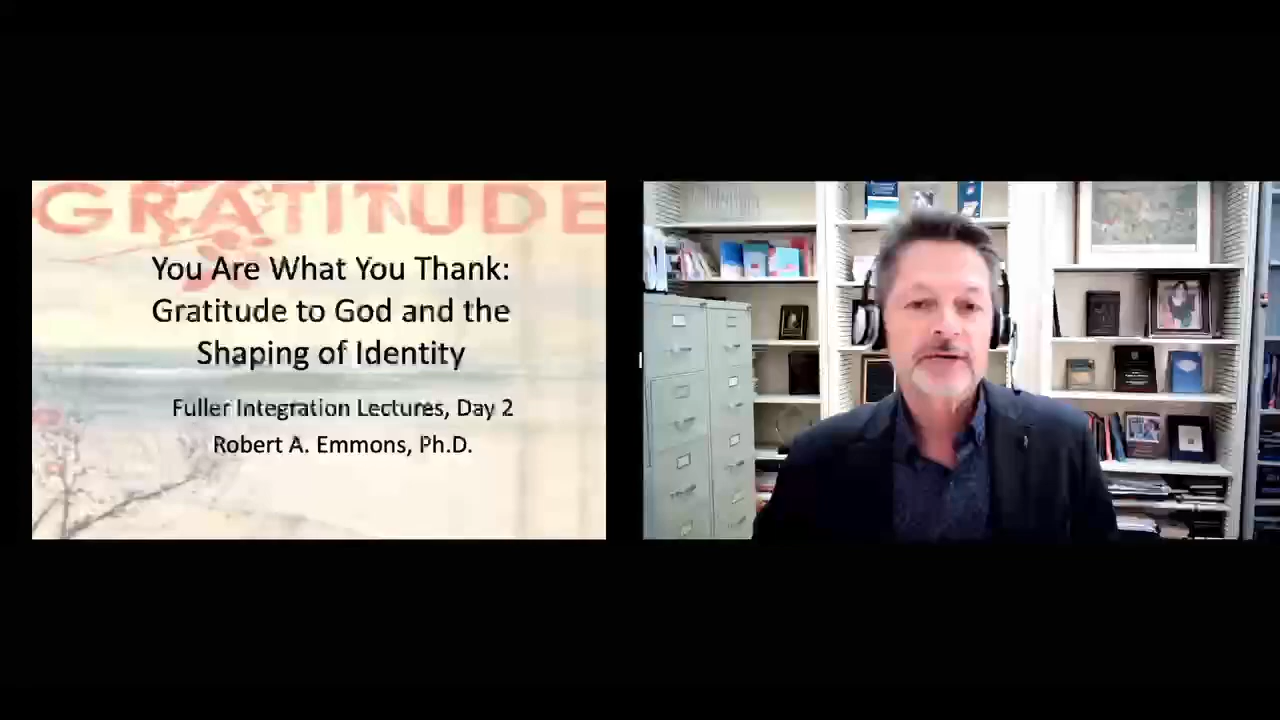 GRATITUDE
You Are What You Thank:
Gratitude to God and the
Shaping of Identity
Fuller Integration Lectures, Day 2
Robert A. Emmons, Ph.D.